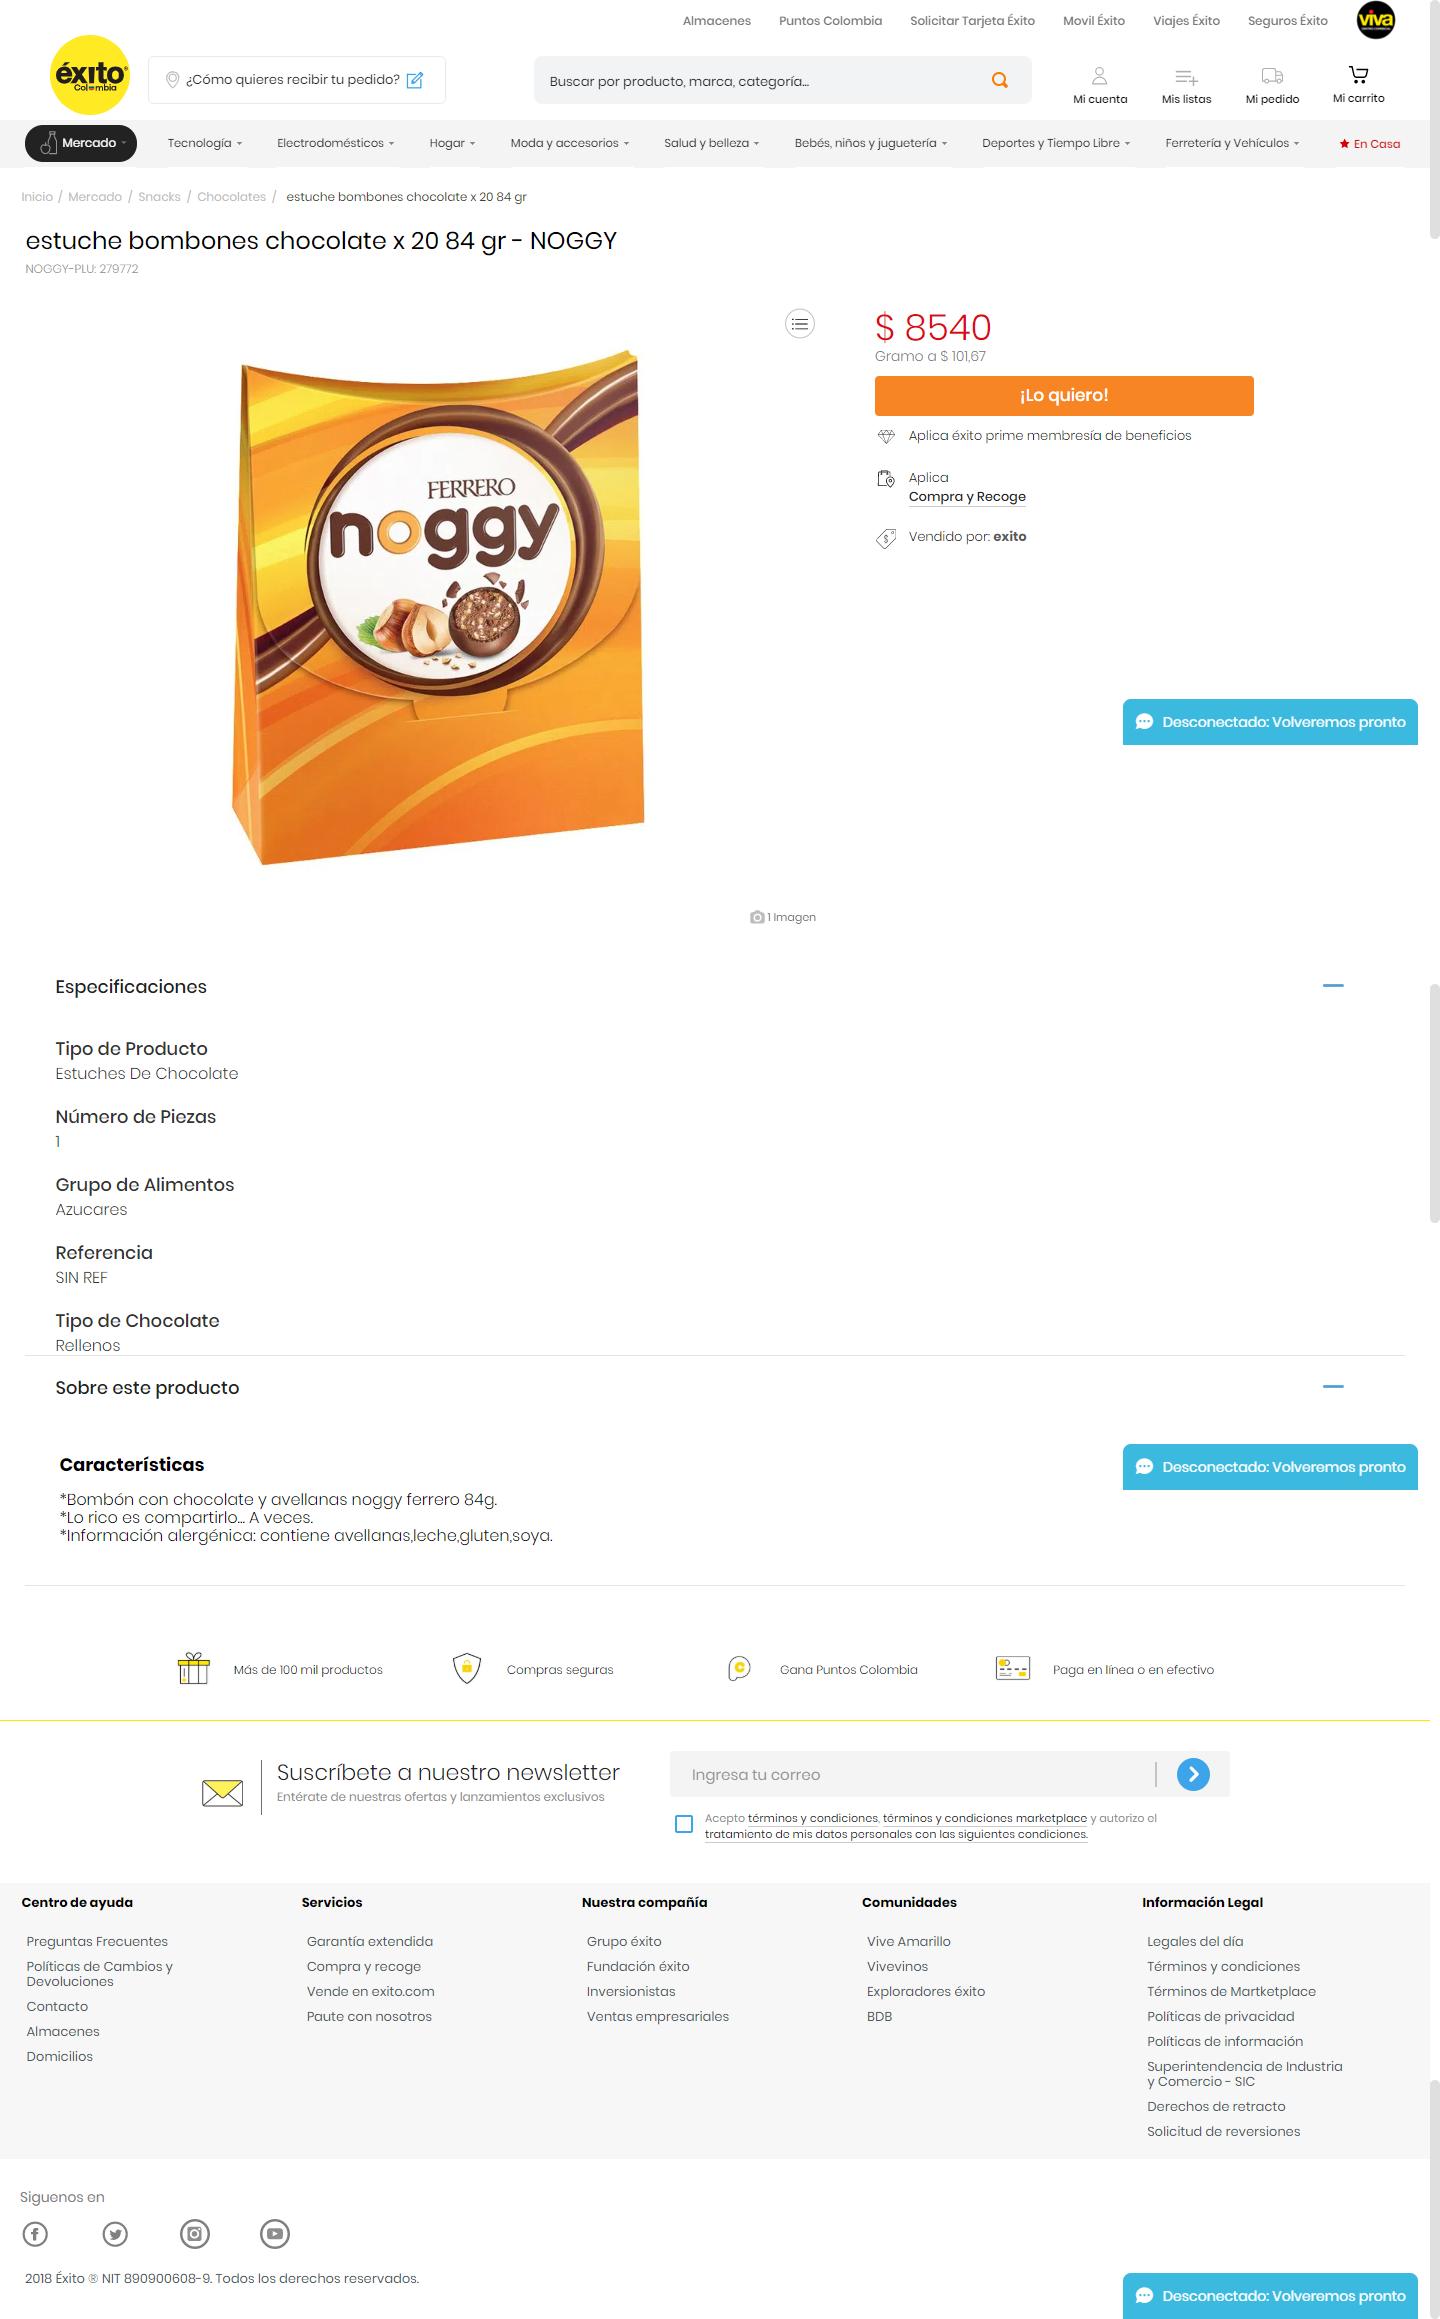 Almacenes Puntos Colombia Solicitar Tarjeta Éxito Movil Éxito Viajes Éxito Seguros Éxito viva
éxito
Colombia
¿Cómo quieres recibir tu pedido?
Buscar por producto, marca, categoría...
Mi cuenta Mis listas Mi pedido Mi carrito
Mercado Tecnología Electrodomésticos Hogar Moda y accesorios Salud y belleza Bebés, niños y juguetería Deportes y Tiempo Libre Ferretería y Vehículos En Casa
Inicio / Mercado / Snacks / Chocolates / estuche bombones chocolate x 20 84 gr
estuche bombones chocolate x 20 84 gr - NOGGY
NOGGY-PLU: 279772
FERRERO
noggy
1 Imagen
$ 8540
Gramo a $ 101,67
¡Lo quiero!
Aplica éxito prime membresía de beneficios
Aplica
Compra y Recoge
Vendido por: exito
Desconectado: Volveremos pronto
Especificaciones
Tipo de Producto
Estuches De Chocolate
Número de Piezas
1
Grupo de Alimentos
Azucares
Referencia
SIN REF
Tipo de Chocolate
Rellenos
Sobre este producto
Características
*Bombón con chocolate y avellanas noggy ferrero 84g.
*Lo rico es compartirlo... A veces.
*Información alergénica: contiene avellanas,leche,gluten,soya.
Desconectado: Volveremos pronto
Más de 100 mil productos Compras seguras Gana Puntos Colombia Paga en línea o en efectivo
Suscríbete a nuestro newsletter
Entérate de nuestras ofertas y lanzamientos exclusivos
Ingresa tu correo
Acepto términos y condiciones, términos y condiciones marketplace y autorizo el
tratamiento de mis datos personales con las siguientes condiciones.
Centro de ayuda
Preguntas Frecuentes
Políticas de Cambios y
Devoluciones
Contacto
Almacenes
Domicilios
Servicios
Garantía extendida
Compra y recoge
Vende en exito.com
Paute con nosotros
Nuestra compañía
Grupo éxito
Fundación éxito
Inversionistas
Ventas empresariales
Comunidades
Vive Amarillo
Vivevinos
Exploradores éxito
BDB
Información Legal
Legales del día
Términos y condiciones
Términos de Martketplace
Políticas de privacidad
Políticas de información
Superintendencia de Industria
y Comercio - SIC
Derechos de retracto
Solicitud de reversiones
Siguenos en
2018 Éxito ® NIT 890900608-9. Todos los derechos reservados.
Desconectado: Volveremos pronto